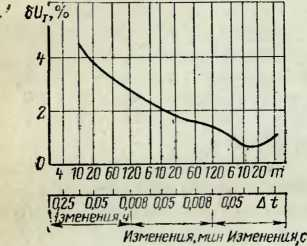 δU_Γ, %
4
2
0
4 10 20 60 120 6 10 20 60 120 6 10 20 m
0,25 0,05 0,008 0,05 0,008 0,05 Δt
Изменения, ч
Изменения, мин Изменения, с